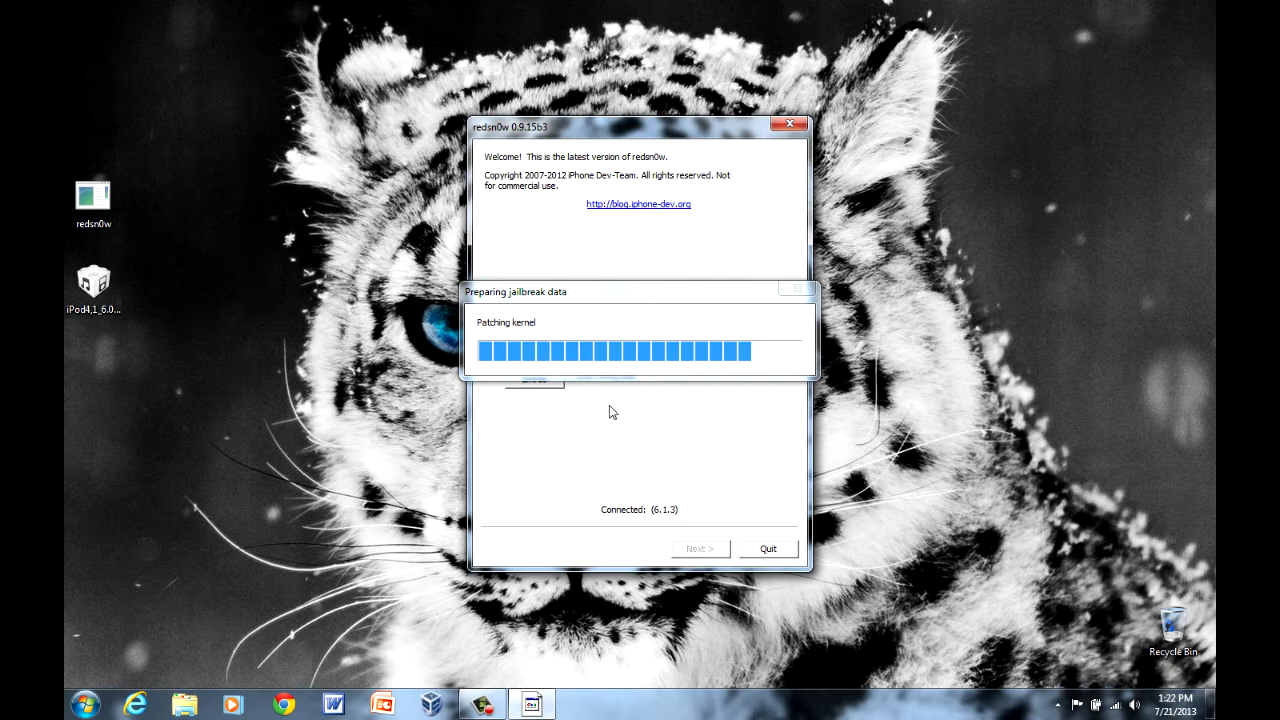 redsn0w 0.9.15b3
Welcome! This is the latest version of redsn0w.
Copyright 2007-2012 iPhone Dev-Team. All rights reserved. Not
for commercial use.
http://blog.iphone-dev.org
redsn0w
iPod4,1_6.0...
Preparing jailbreak data
Patching kernel
Connected: (6.1.3)
Next >
Quit
Recycle Bin
1:22 PM
7/21/2013